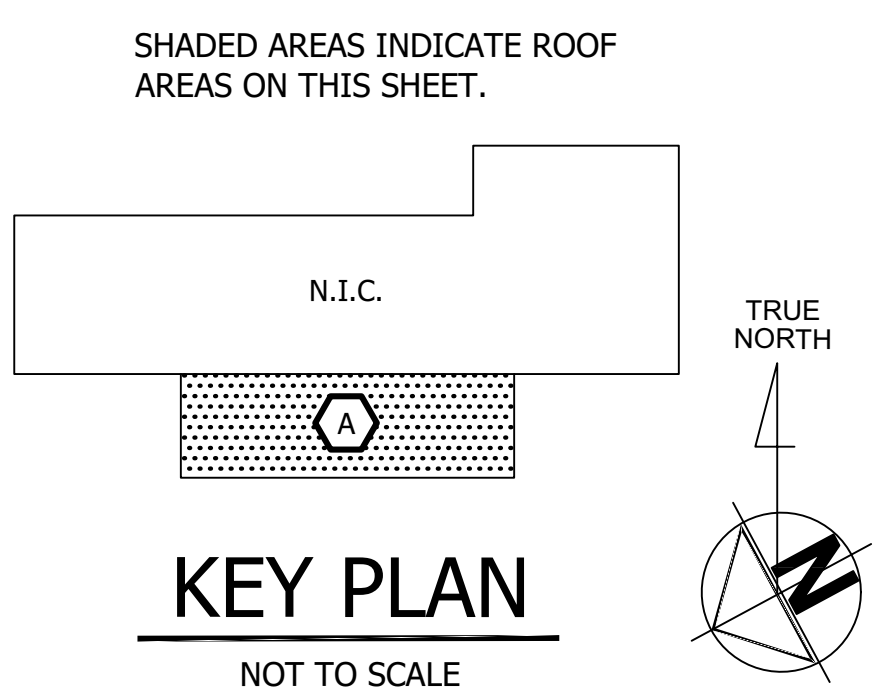 SHADED AREAS INDICATE ROOF
AREAS ON THIS SHEET.
N.I.C.
A
TRUE
NORTH
N
KEY PLAN
NOT TO SCALE